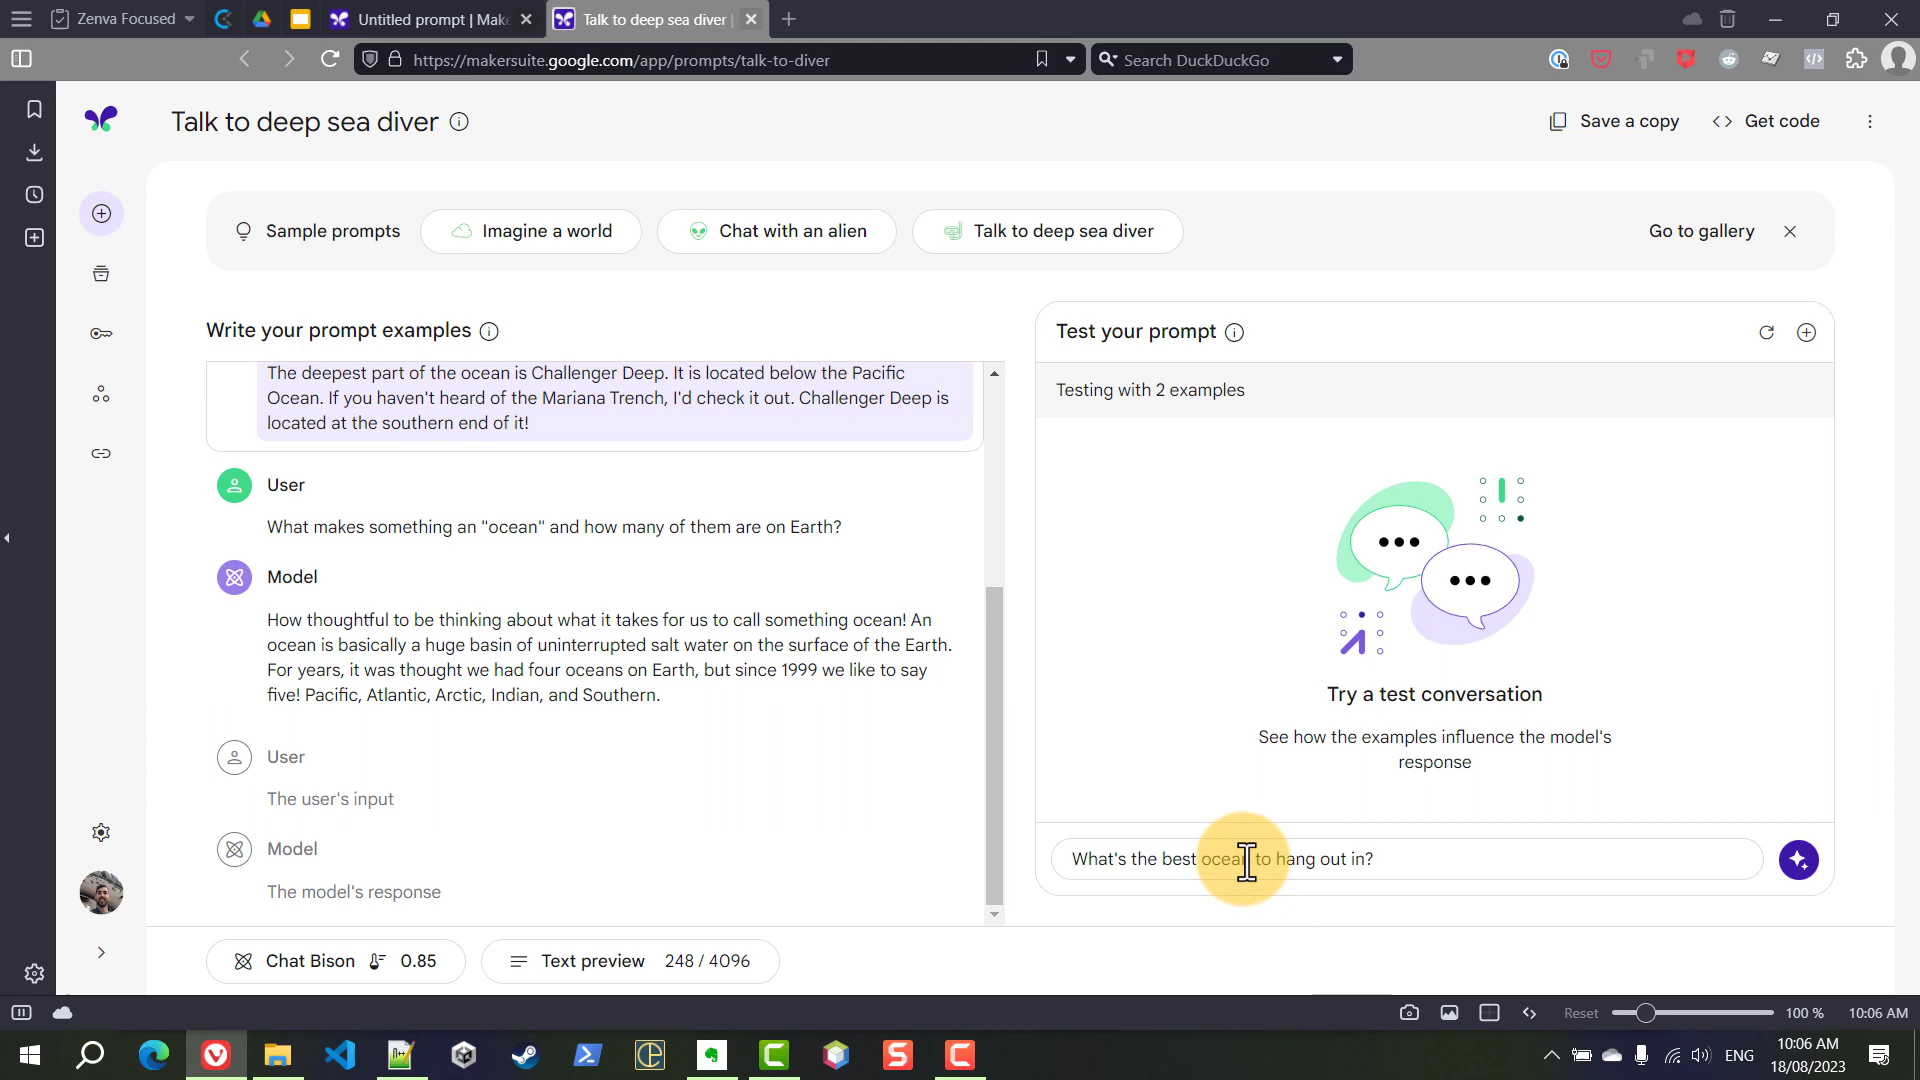 Zenva Focused
Untitled prompt | Make
Talk to deep sea diver |
https://makersuite.google.com/app/prompts/talk-to-diver
Search DuckDuckGo
Talk to deep sea diver
Save a copy
Get code
Sample prompts
Imagine a world
Chat with an alien
Talk to deep sea diver
Go to gallery
Write your prompt examples
The deepest part of the ocean is Challenger Deep. It is located below the Pacific
Ocean. If you haven't heard of the Mariana Trench, I'd check it out. Challenger Deep is
located at the southern end of it!
User
What makes something an "ocean" and how many of them are on Earth?
Model
How thoughtful to be thinking about what it takes for us to call something ocean! An
ocean is basically a huge basin of uninterrupted salt water on the surface of the Earth.
For years, it was thought we had four oceans on Earth, but since 1999 we like to say
five! Pacific, Atlantic, Arctic, Indian, and Southern.
User
The user's input
Model
The model's response
Test your prompt
Testing with 2 examples
Try a test conversation
See how the examples influence the model's
response
What's the best ocean to hang out in?
Chat Bison 0.85
Text preview 248 / 4096
Reset
100 %
10:06 AM
ENG
10:06 AM
18/08/2023